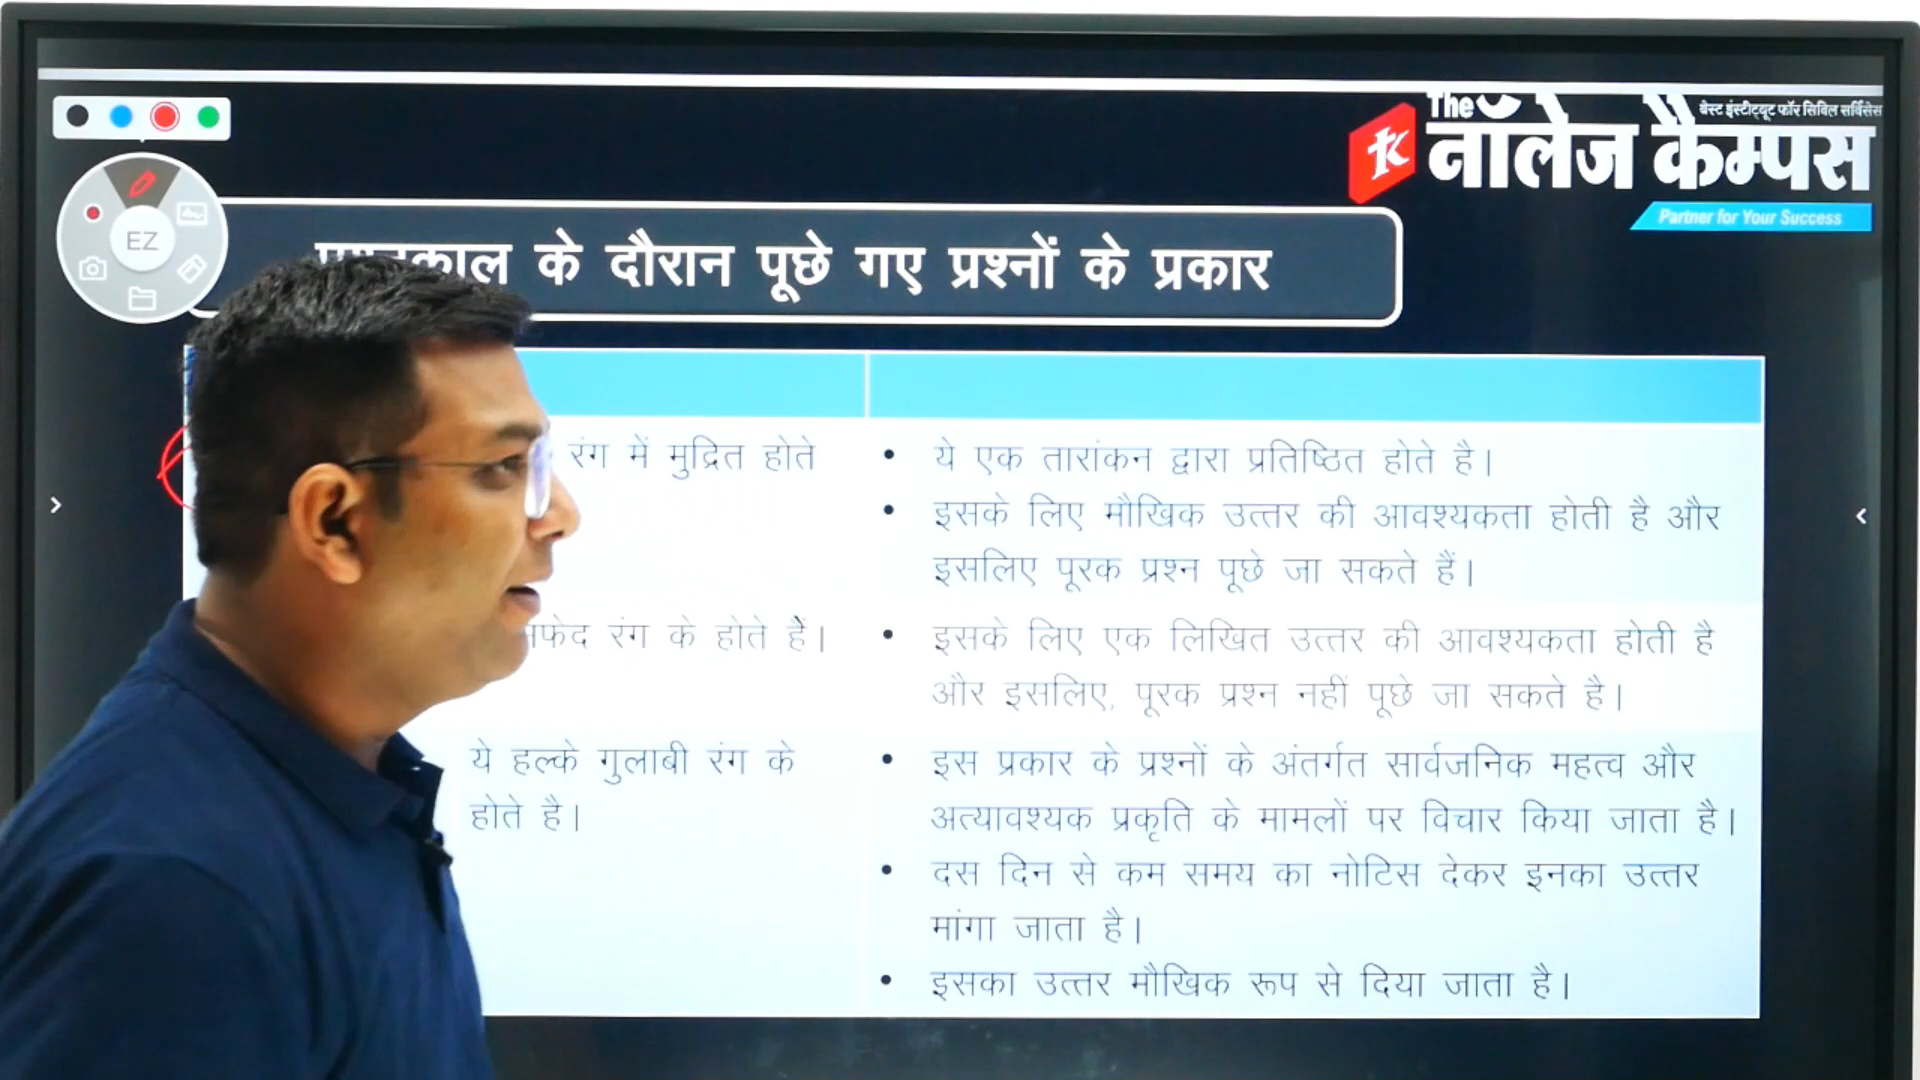 The
बेस्ट इंस्टीट्यूट फॉर सिविल सर्विसेस
नॉलेज कैम्पस
Partner for Your Success
EZ
के दौरान पूछे गए प्रश्नों के प्रकार
रंग में मुद्रित होते
• ये एक तारांकन द्वारा प्रतिष्ठित होते है।
• इसके लिए मौखिक उत्तर की आवश्यकता होती है और
इसलिए पूरक प्रश्न पूछे जा सकते हैं।
रंग के होते हैं।
• इसके लिए एक लिखित उत्तर की आवश्यकता होती है
और इसलिए, पूरक प्रश्न नहीं पूछे जा सकते है।
ये हल्के गुलाबी रंग के
होते है।
• इस प्रकार के प्रश्नों के अंतर्गत सार्वजनिक महत्व और
अत्यावश्यक प्रकृति के मामलों पर विचार किया जाता है।
• दस दिन से कम समय का नोटिस देकर इनका उत्तर
मांगा जाता है।
• इसका उत्तर मौखिक रूप से दिया जाता है।